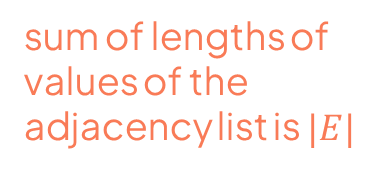 sum of lengths of
values of the
adjacency list is |E|